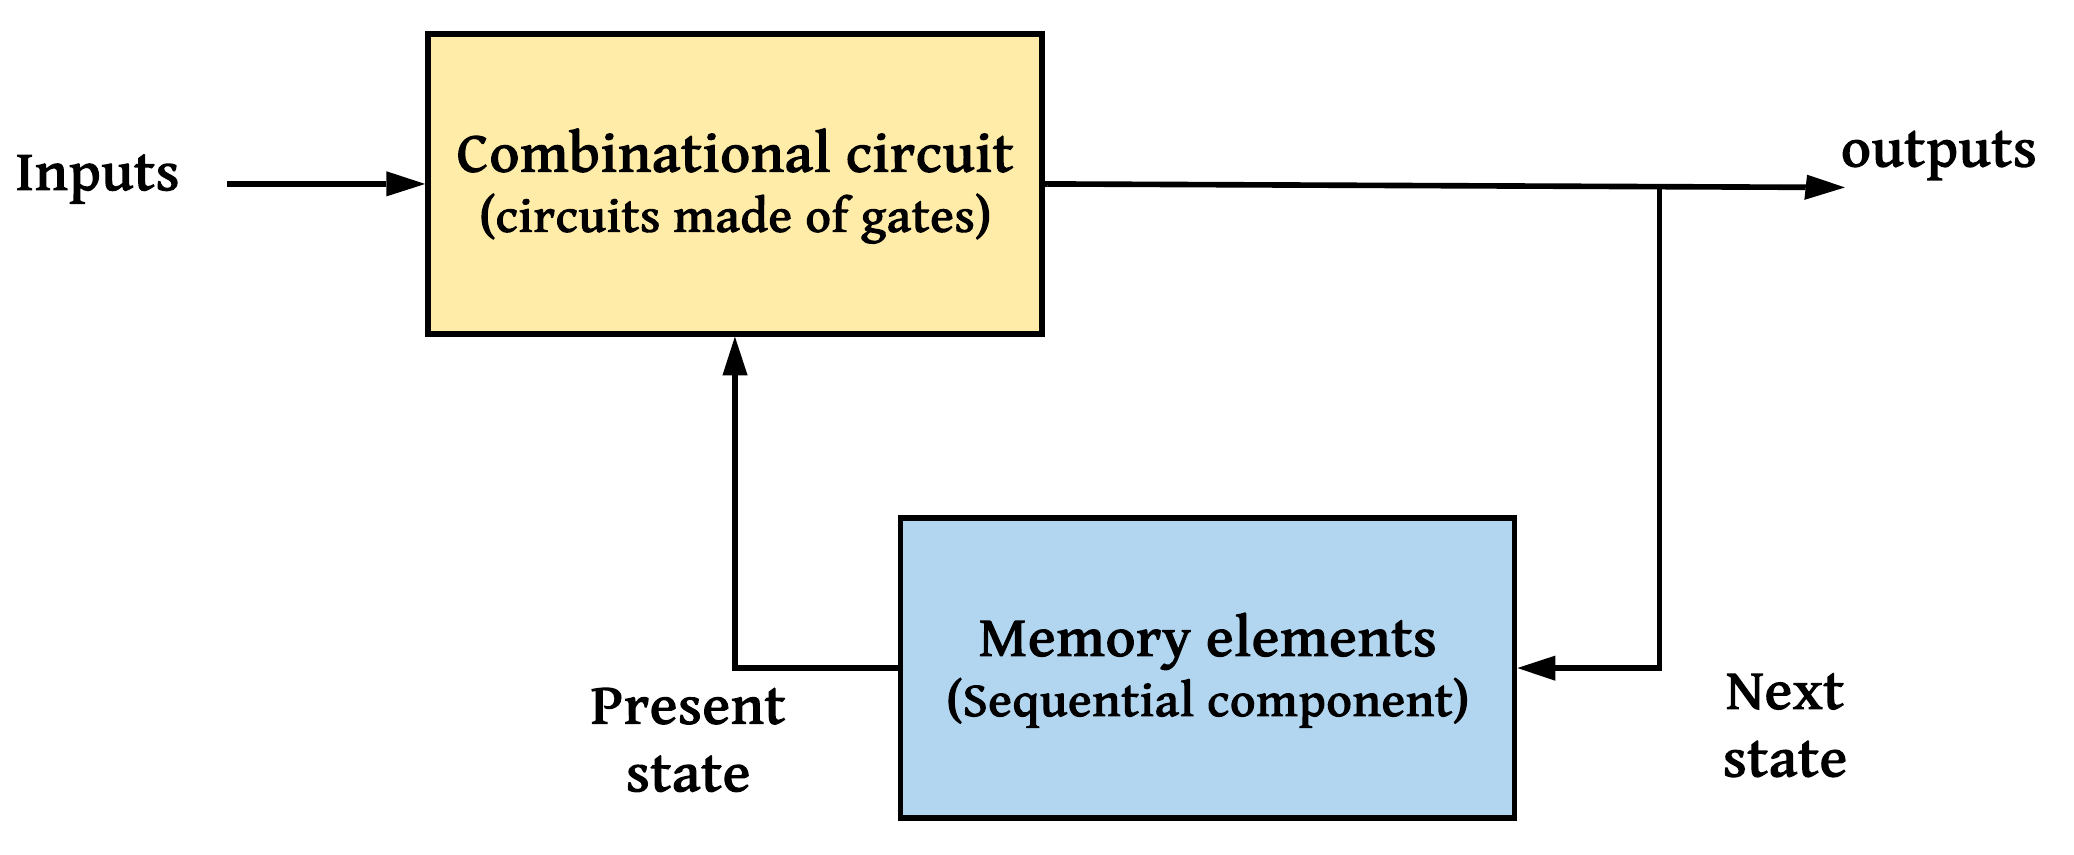 Inputs
Combinational circuit
(circuits made of gates)
outputs
Memory elements
(Sequential component)
Present
state
Next
state